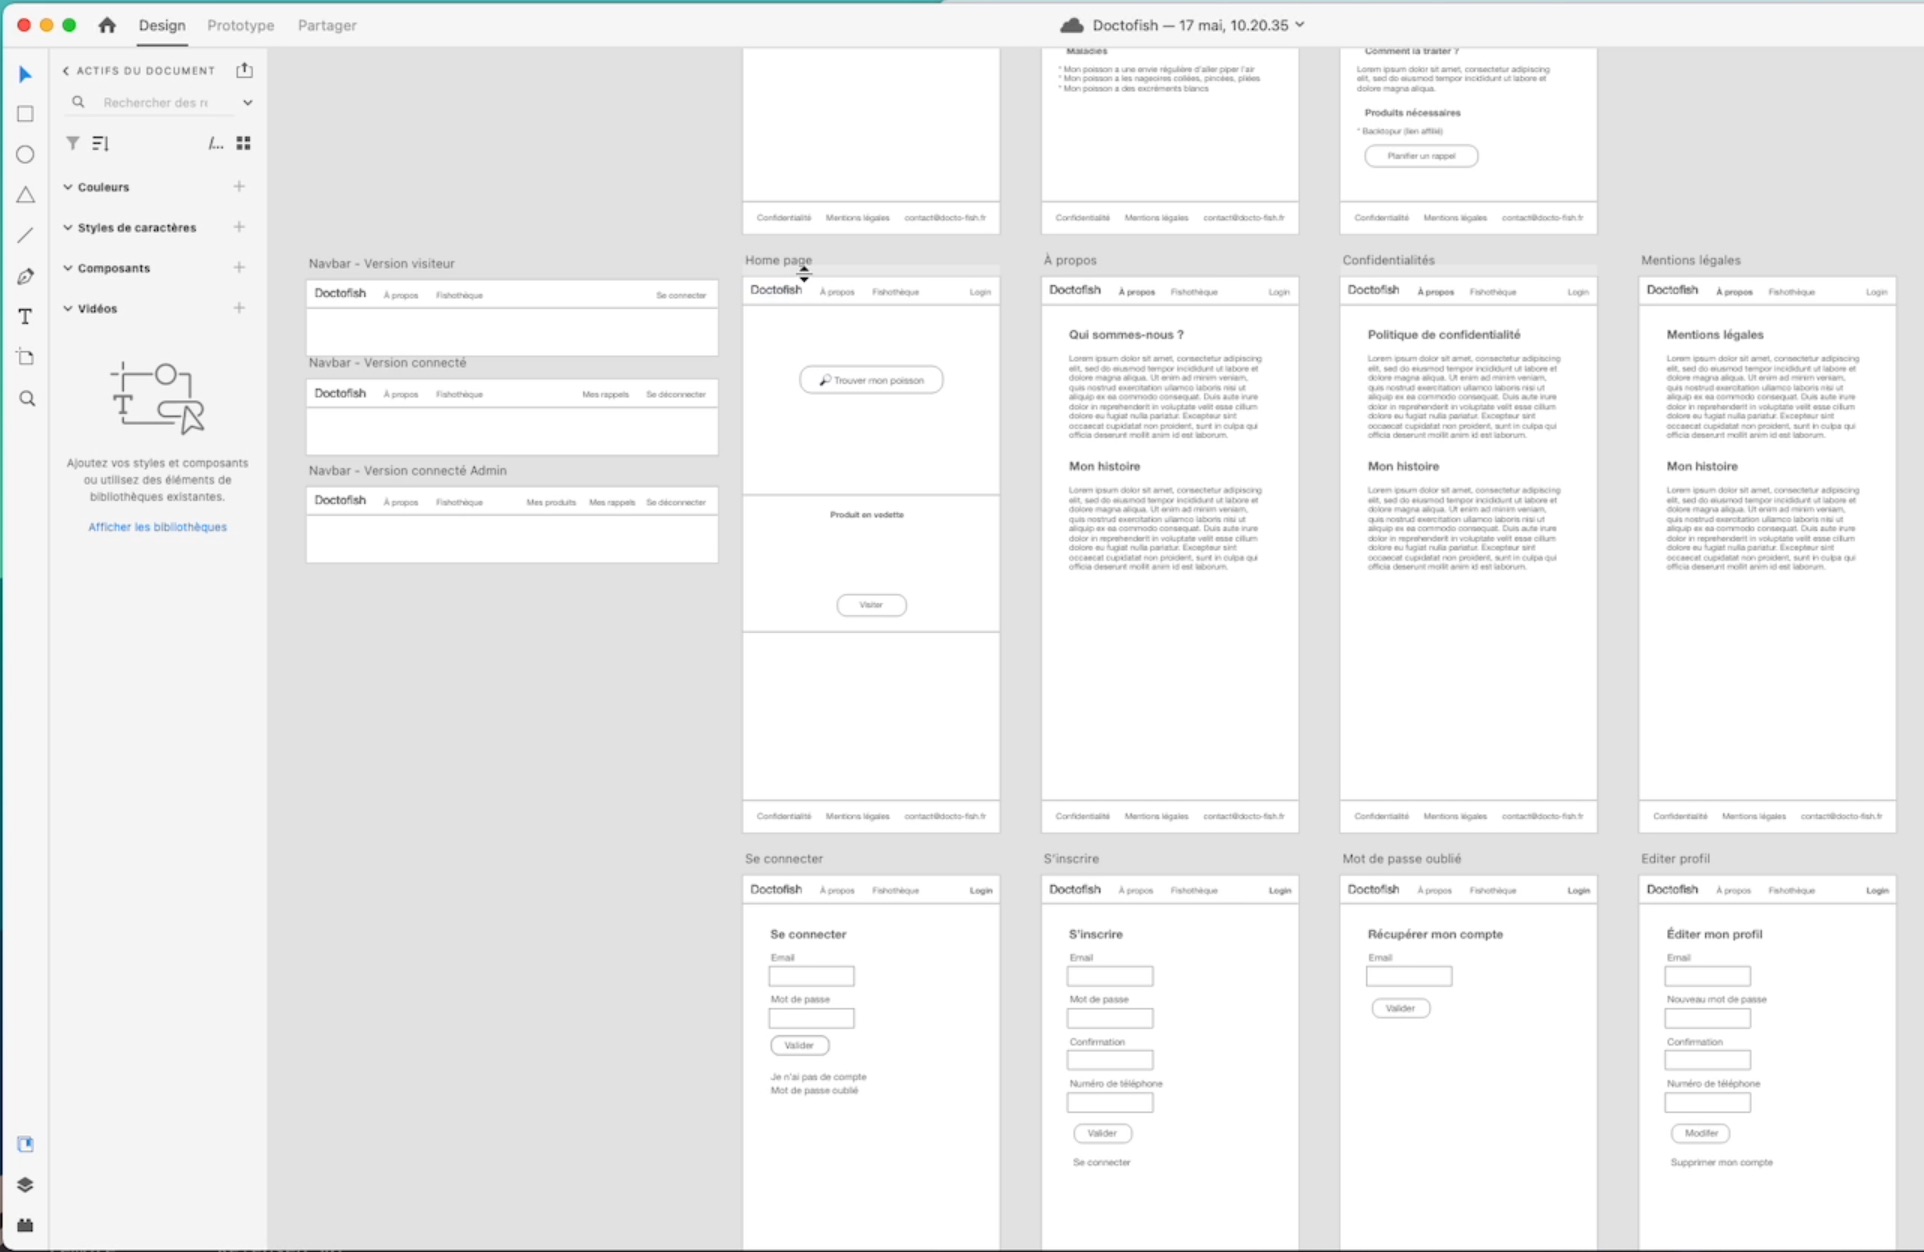 Design Prototype Partager
Doctofish — 17 mai, 10.20.35
ACTIFS DU DOCUMENT
Rechercher des re
/...
Couleurs
Styles de caractères
Composants
Vidéos
Ajoutez vos styles et composants
ou utilisez des éléments de
bibliothèques existantes.
Afficher les bibliothèques
Maladies
* Mon poisson a une envie régulière d'aller piper l'air
* Mon poisson a les nageoires collées, pincées, pliées
* Mon poisson a des excréments blancs
Comment la traiter ?
Lorem ipsum dolor sit amet, consectetur adipiscing
elit, sed do eiusmod tempor incididunt ut labore et
dolore magna aliqua.
Produits nécessaires
* Backtopur (lien affilié)
Planifier un rappel
Confidentialité Mentions légales contact@docto-fish.fr
Confidentialité Mentions légales contact@docto-fish.fr
Confidentialité Mentions légales contact@docto-fish.fr
Navbar - Version visiteur
Doctofish À propos Fishothèque Se connecter
Navbar - Version connecté
Doctofish À propos Fishothèque Mes rappels Se déconnecter
Navbar - Version connecté Admin
Doctofish À propos Fishothèque Mes produits Mes rappels Se déconnecter
Home page
Doctofish À propos Fishothèque Login
Trouver mon poisson
Produit en vedette
Visiter
Confidentialité Mentions légales contact@docto-fish.fr
À propos
Doctofish À propos Fishothèque Login
Qui sommes-nous ?
Lorem ipsum dolor sit amet, consectetur adipiscing
elit, sed do eiusmod tempor incididunt ut labore et
dolore magna aliqua. Ut enim ad minim veniam,
quis nostrud exercitation ullamco laboris nisi ut
aliquip ex ea commodo consequat. Duis aute irure
dolor in reprehenderit in voluptate velit esse cillum
dolore eu fugiat nulla pariatur. Excepteur sint
occaecat cupidatat non proident, sunt in culpa qui
officia deserunt mollit anim id est laborum.
Mon histoire
Lorem ipsum dolor sit amet, consectetur adipiscing
elit, sed do eiusmod tempor incididunt ut labore et
dolore magna aliqua. Ut enim ad minim veniam,
quis nostrud exercitation ullamco laboris nisi ut
aliquip ex ea commodo consequat. Duis aute irure
dolor in reprehenderit in voluptate velit esse cillum
dolore eu fugiat nulla pariatur. Excepteur sint
occaecat cupidatat non proident, sunt in culpa qui
officia deserunt mollit anim id est laborum.
Confidentialité Mentions légales contact@docto-fish.fr
Confidentialités
Doctofish À propos Fishothèque Login
Politique de confidentialité
Lorem ipsum dolor sit amet, consectetur adipiscing
elit, sed do eiusmod tempor incididunt ut labore et
dolore magna aliqua. Ut enim ad minim veniam,
quis nostrud exercitation ullamco laboris nisi ut
aliquip ex ea commodo consequat. Duis aute irure
dolor in reprehenderit in voluptate velit esse cillum
dolore eu fugiat nulla pariatur. Excepteur sint
occaecat cupidatat non proident, sunt in culpa qui
officia deserunt mollit anim id est laborum.
Mon histoire
Lorem ipsum dolor sit amet, consectetur adipiscing
elit, sed do eiusmod tempor incididunt ut labore et
dolore magna aliqua. Ut enim ad minim veniam,
quis nostrud exercitation ullamco laboris nisi ut
aliquip ex ea commodo consequat. Duis aute irure
dolor in reprehenderit in voluptate velit esse cillum
dolore eu fugiat nulla pariatur. Excepteur sint
occaecat cupidatat non proident, sunt in culpa qui
officia deserunt mollit anim id est laborum.
Confidentialité Mentions légales contact@docto-fish.fr
Mentions légales
Doctofish À propos Fishothèque Login
Mentions légales
Lorem ipsum dolor sit amet, consectetur adipiscing
elit, sed do eiusmod tempor incididunt ut labore et
dolore magna aliqua. Ut enim ad minim veniam,
quis nostrud exercitation ullamco laboris nisi ut
aliquip ex ea commodo consequat. Duis aute irure
dolor in reprehenderit in voluptate velit esse cillum
dolore eu fugiat nulla pariatur. Excepteur sint
occaecat cupidatat non proident, sunt in culpa qui
officia deserunt mollit anim id est laborum.
Mon histoire
Lorem ipsum dolor sit amet, consectetur adipiscing
elit, sed do eiusmod tempor incididunt ut labore et
dolore magna aliqua. Ut enim ad minim veniam,
quis nostrud exercitation ullamco laboris nisi ut
aliquip ex ea commodo consequat. Duis aute irure
dolor in reprehenderit in voluptate velit esse cillum
dolore eu fugiat nulla pariatur. Excepteur sint
occaecat cupidatat non proident, sunt in culpa qui
officia deserunt mollit anim id est laborum.
Confidentialité Mentions légales contact@docto-fish.fr
Se connecter
Doctofish À propos Fishothèque Login
Se connecter
Email
Mot de passe
Valider
Je n'ai pas de compte
Mot de passe oublié
S'inscrire
Doctofish À propos Fishothèque Login
S'inscrire
Email
Mot de passe
Confirmation
Numéro de téléphone
Valider
Se connecter
Mot de passe oublié
Doctofish À propos Fishothèque Login
Récupérer mon compte
Email
Valider
Editer profil
Doctofish À propos Fishothèque Login
Éditer mon profil
Email
Nouveau mot de passe
Confirmation
Numéro de téléphone
Modifer
Supprimer mon compte